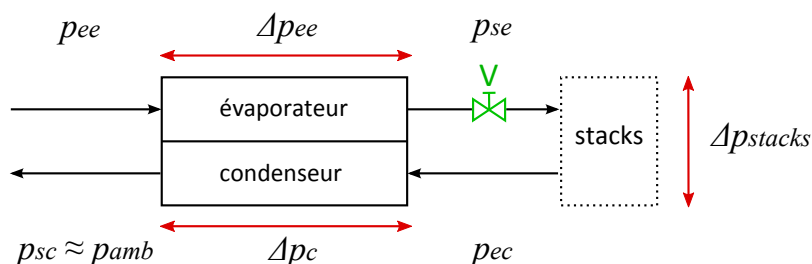 pee Δpee pse
V
évaporateur
stacks
Δpstacks
condenseur
psc ≈ pamb Δpc pec